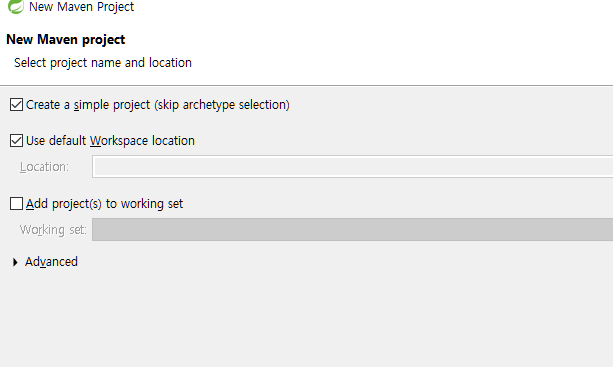 New Maven Project
New Maven project
Select project name and location
Create a simple project (skip archetype selection)
Use default Workspace location
Location:
Add project(s) to working set
Working set:
Advanced